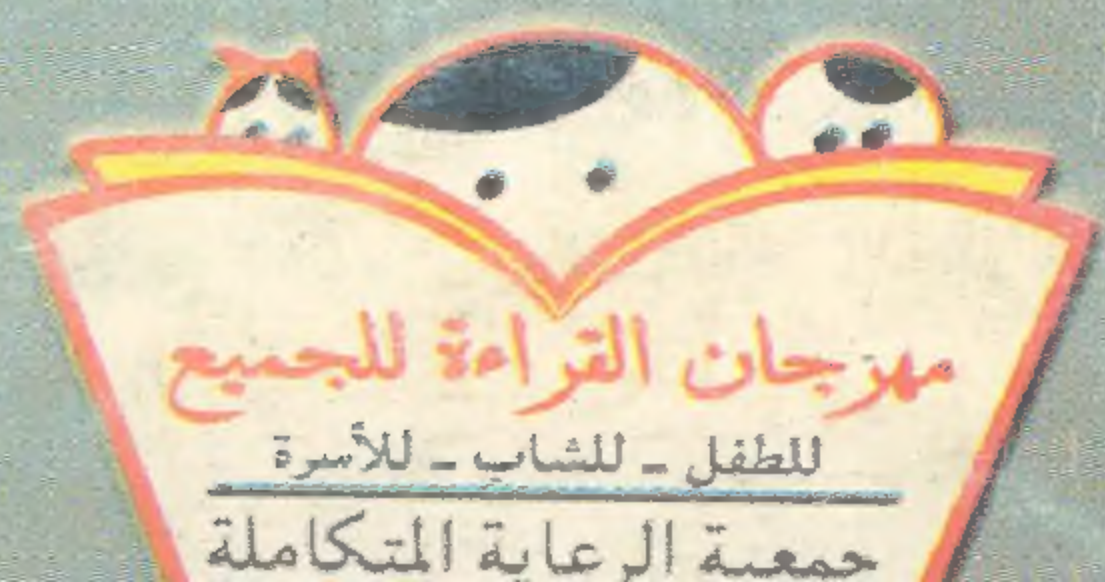 مهرجان القراءة للجميع
للطفل - للشاب - للأسرة
جمعية الرعاية المتكاملة